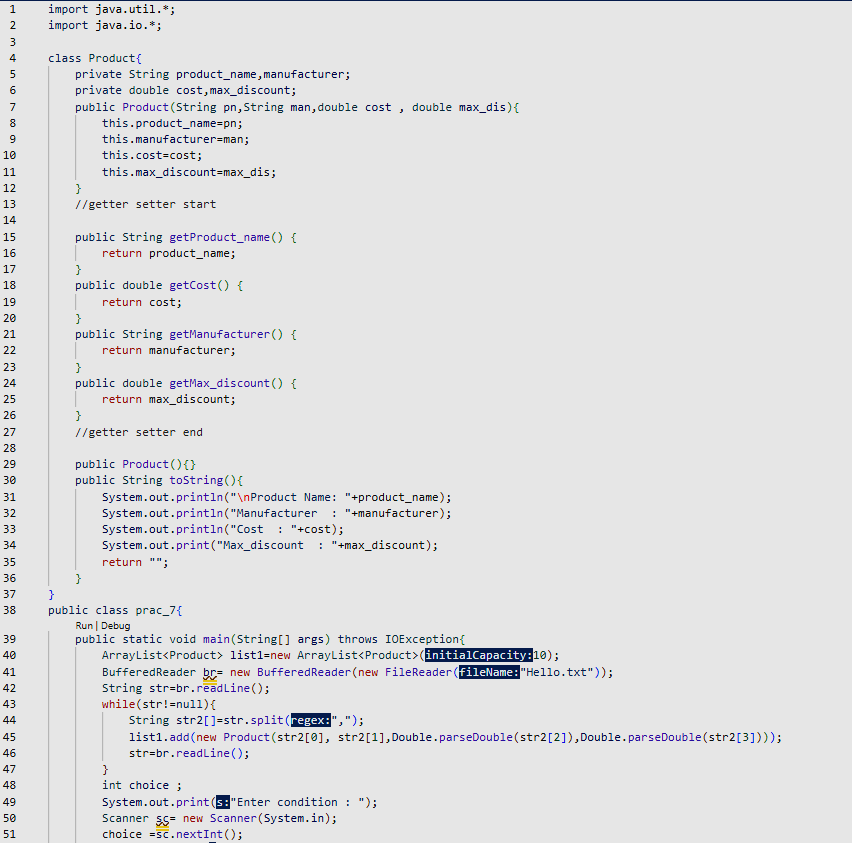 1 import java.util.*;
2 import java.io.*;
3
4 class Product{
5 private String product_name,manufacturer;
6 private double cost,max_discount;
7 public Product(String pn,String man,double cost , double max_dis){
8 this.product_name=pn;
9 this.manufacturer=man;
10 this.cost=cost;
11 this.max_discount=max_dis;
12 }
13 //getter setter start
14
15 public String getProduct_name() {
16 return product_name;
17 }
18 public double getCost() {
19 return cost;
20 }
21 public String getManufacturer() {
22 return manufacturer;
23 }
24 public double getMax_discount() {
25 return max_discount;
26 }
27 //getter setter end
28
29 public Product(){}
30 public String toString(){
31 System.out.println("\nProduct Name: "+product_name);
32 System.out.println("Manufacturer  : "+manufacturer);
33 System.out.println("Cost  : "+cost);
34 System.out.print("Max_discount  : "+max_discount);
35 return "";
36 }
37 }
38 public class prac_7{
Run | Debug
39 public static void main(String[] args) throws IOException{
40 ArrayList<Product> list1=new ArrayList<Product>(initialCapacity:10);
41 BufferedReader br= new BufferedReader(new FileReader(fileName:"Hello.txt"));
42 String str=br.readLine();
43 while(str!=null){
44 String str2[]=str.split(regex:",");
45 list1.add(new Product(str2[0], str2[1],Double.parseDouble(str2[2]),Double.parseDouble(str2[3])));
46 str=br.readLine();
47 }
48 int choice ;
49 System.out.print(s:"Enter condition : ");
50 Scanner sc= new Scanner(System.in);
51 choice =sc.nextInt();